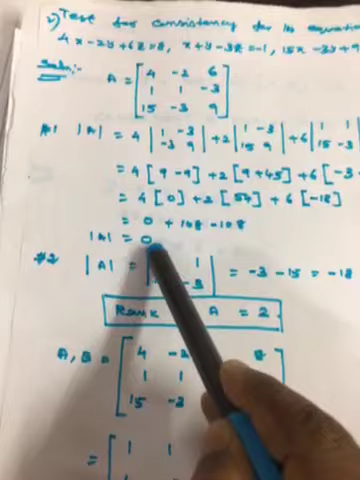 2) Test for consistency for the equation
4x-2y+6z=8, x+y-3z=-1, 15x-3y+9
Soln:- A = [ 4 -2 6
1 1 -3
15 -3 9 ]
|A| = 4 | 1 -3 -3 9 | +2 | 1 -3 15 9 | +6 | 1 1 15 -3 |
= 4 [ 9 - 9 ] + 2 [ 9 + 45 ] + 6 [ -3
= 4 [ 0 ] + 2 [ 54 ] + 6 [ -18 ]
= 0 + 108 - 108
|A| = 0
#2 |A| = | 1 -3 | = -3 - 15 = -18
Rank A = 2
A, B = [ 4 -2 8
1 1
15 -3 ]
= [ 1 1